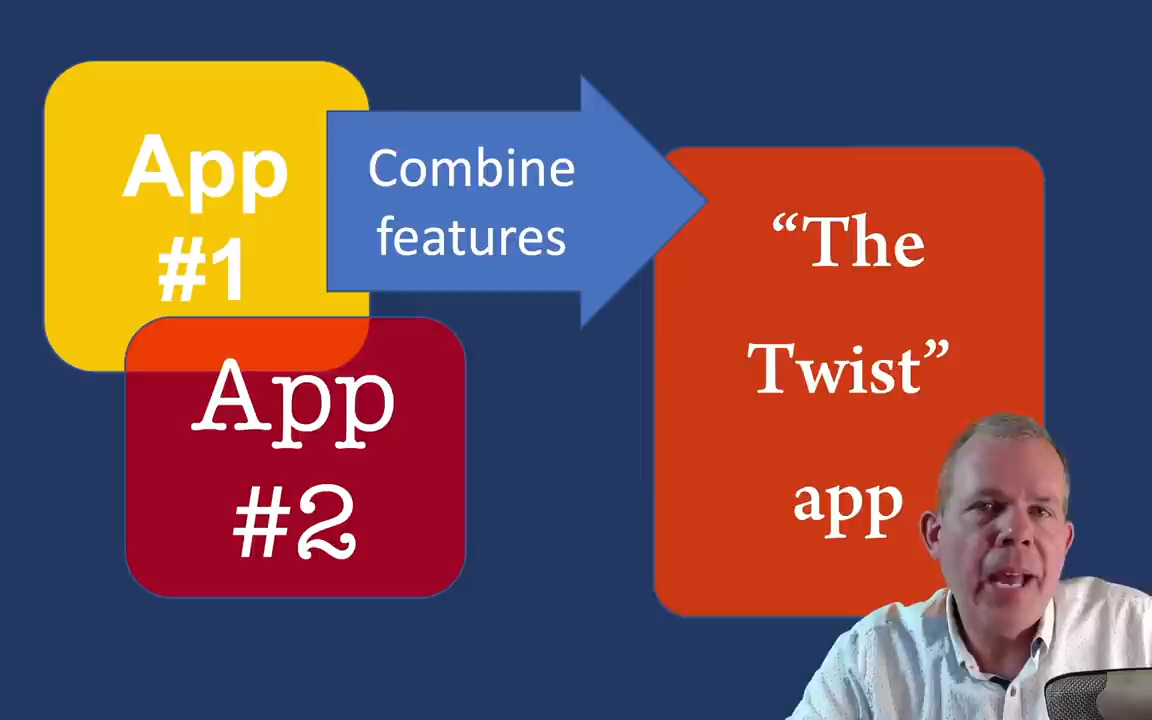 App
#1
Combine
features
App
#2
“The
Twist”
app